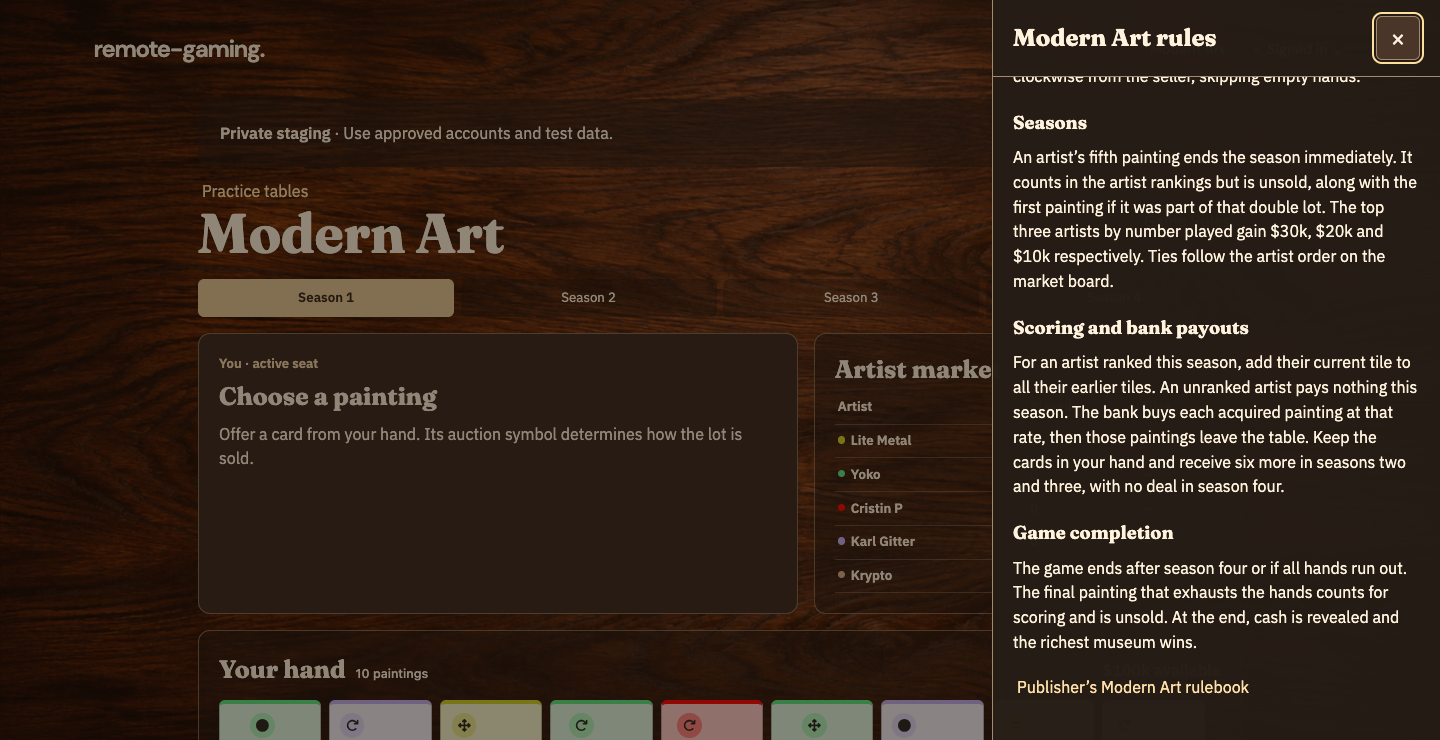 remote-gaming.
Private staging · Use approved accounts and test data.
Practice tables
Modern Art
Season 1
Season 2
Season 3
You · active seat
Choose a painting
Offer a card from your hand. Its auction symbol determines how the lot is
sold.
Artist marke
Artist
Lite Metal
Yoko
Cristin P
Karl Gitter
Krypto
Your hand 10 paintings
Modern Art rules
clockwise from the seller, skipping empty hands.
Seasons
An artist’s fifth painting ends the season immediately. It
counts in the artist rankings but is unsold, along with the
first painting if it was part of that double lot. The top
three artists by number played gain $30k, $20k and
$10k respectively. Ties follow the artist order on the
market board.
Scoring and bank payouts
For an artist ranked this season, add their current tile to
all their earlier tiles. An unranked artist pays nothing this
season. The bank buys each acquired painting at that
rate, then those paintings leave the table. Keep the
cards in your hand and receive six more in seasons two
and three, with no deal in season four.
Game completion
The game ends after season four or if all hands run out.
The final painting that exhausts the hands counts for
scoring and is unsold. At the end, cash is revealed and
the richest museum wins.
Publisher’s Modern Art rulebook